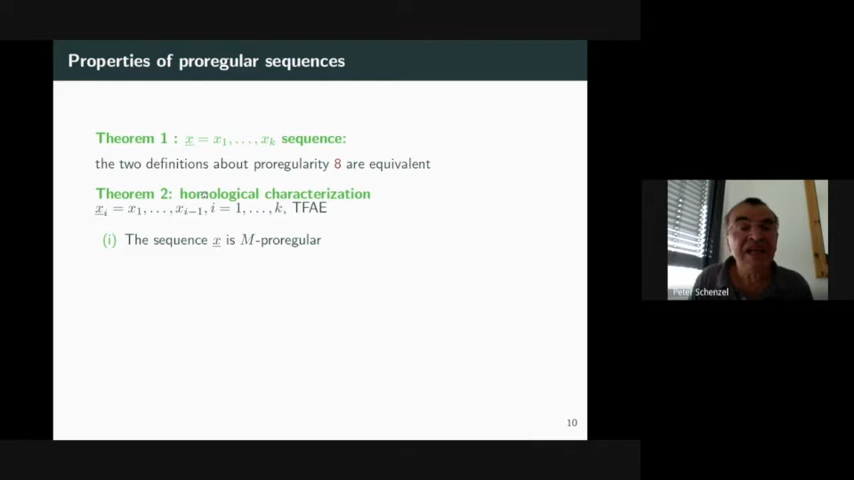 Properties of proregular sequences
Theorem 1 : x = x₁, . . . , xₖ sequence:
the two definitions about proregularity 8 are equivalent
Theorem 2: homological characterization
xᵢ = x₁, . . . , xᵢ₋₁, i = 1, . . . , k, TFAE
(i) The sequence x is M-proregular
10
Peter Schenzel